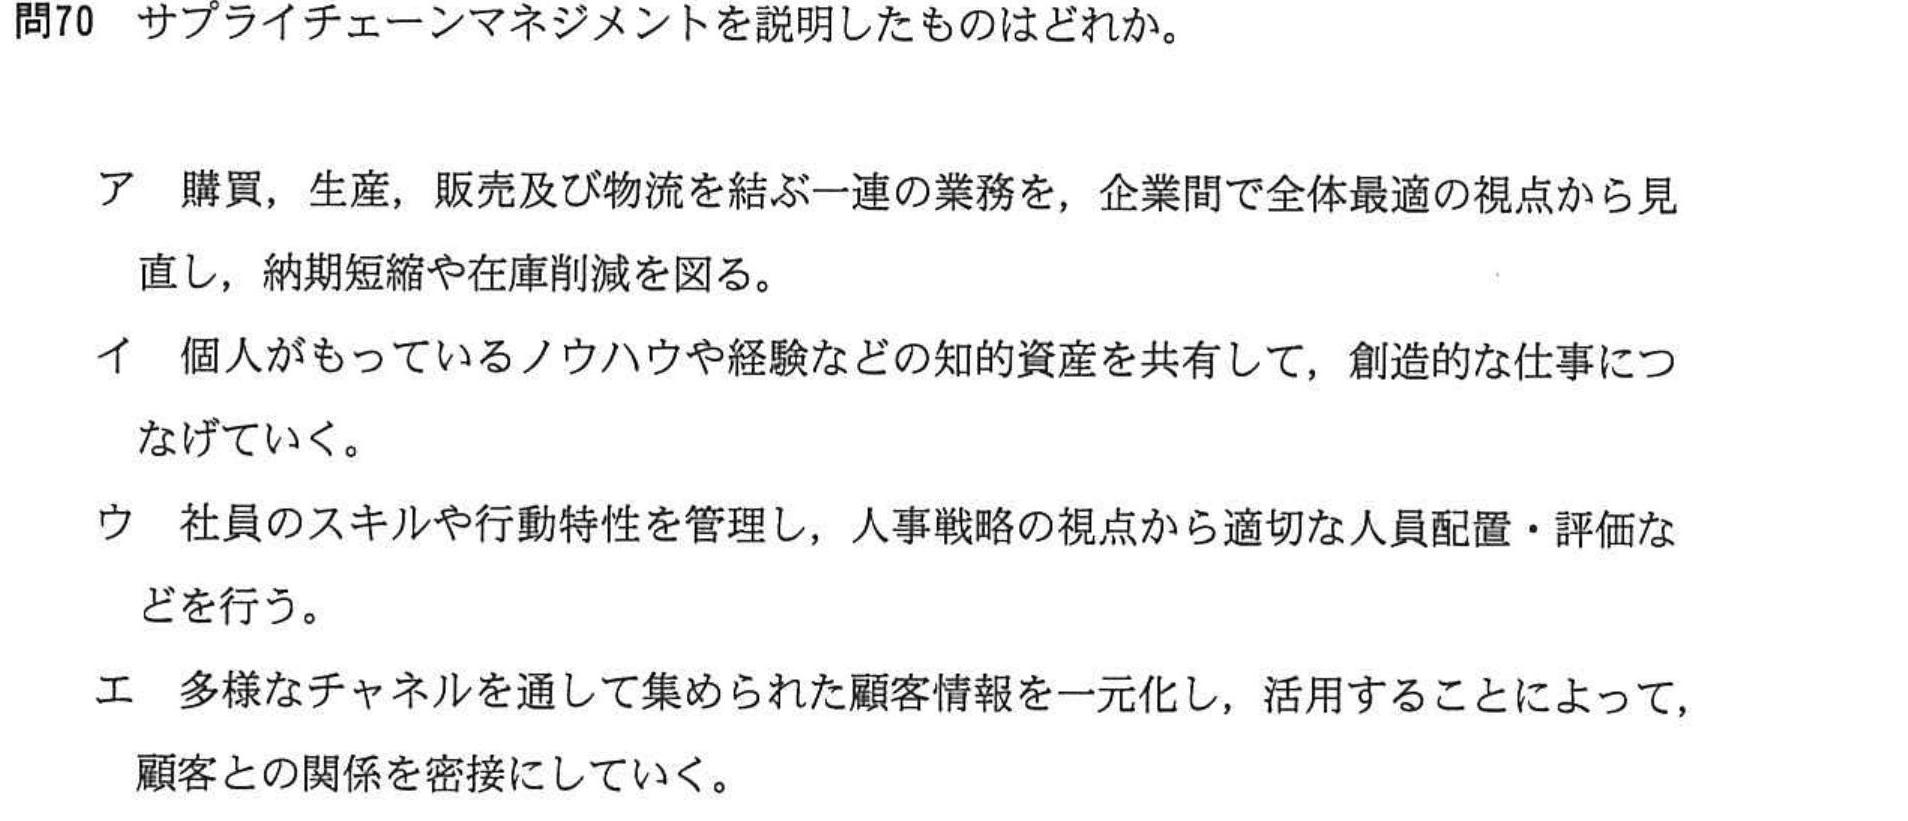 問70　サプライチェーンマネジメントを説明したものはどれか。
ア　購買，生産，販売及び物流を結ぶ一連の業務を，企業間で全体最適の視点から見
直し，納期短縮や在庫削減を図る。
イ　個人がもっているノウハウや経験などの知的資産を共有して，創造的な仕事につ
なげていく。
ウ　社員のスキルや行動特性を管理し，人事戦略の視点から適切な人員配置・評価な
どを行う。
エ　多様なチャネルを通して集められた顧客情報を一元化し，活用することによって，
顧客との関係を密接にしていく。